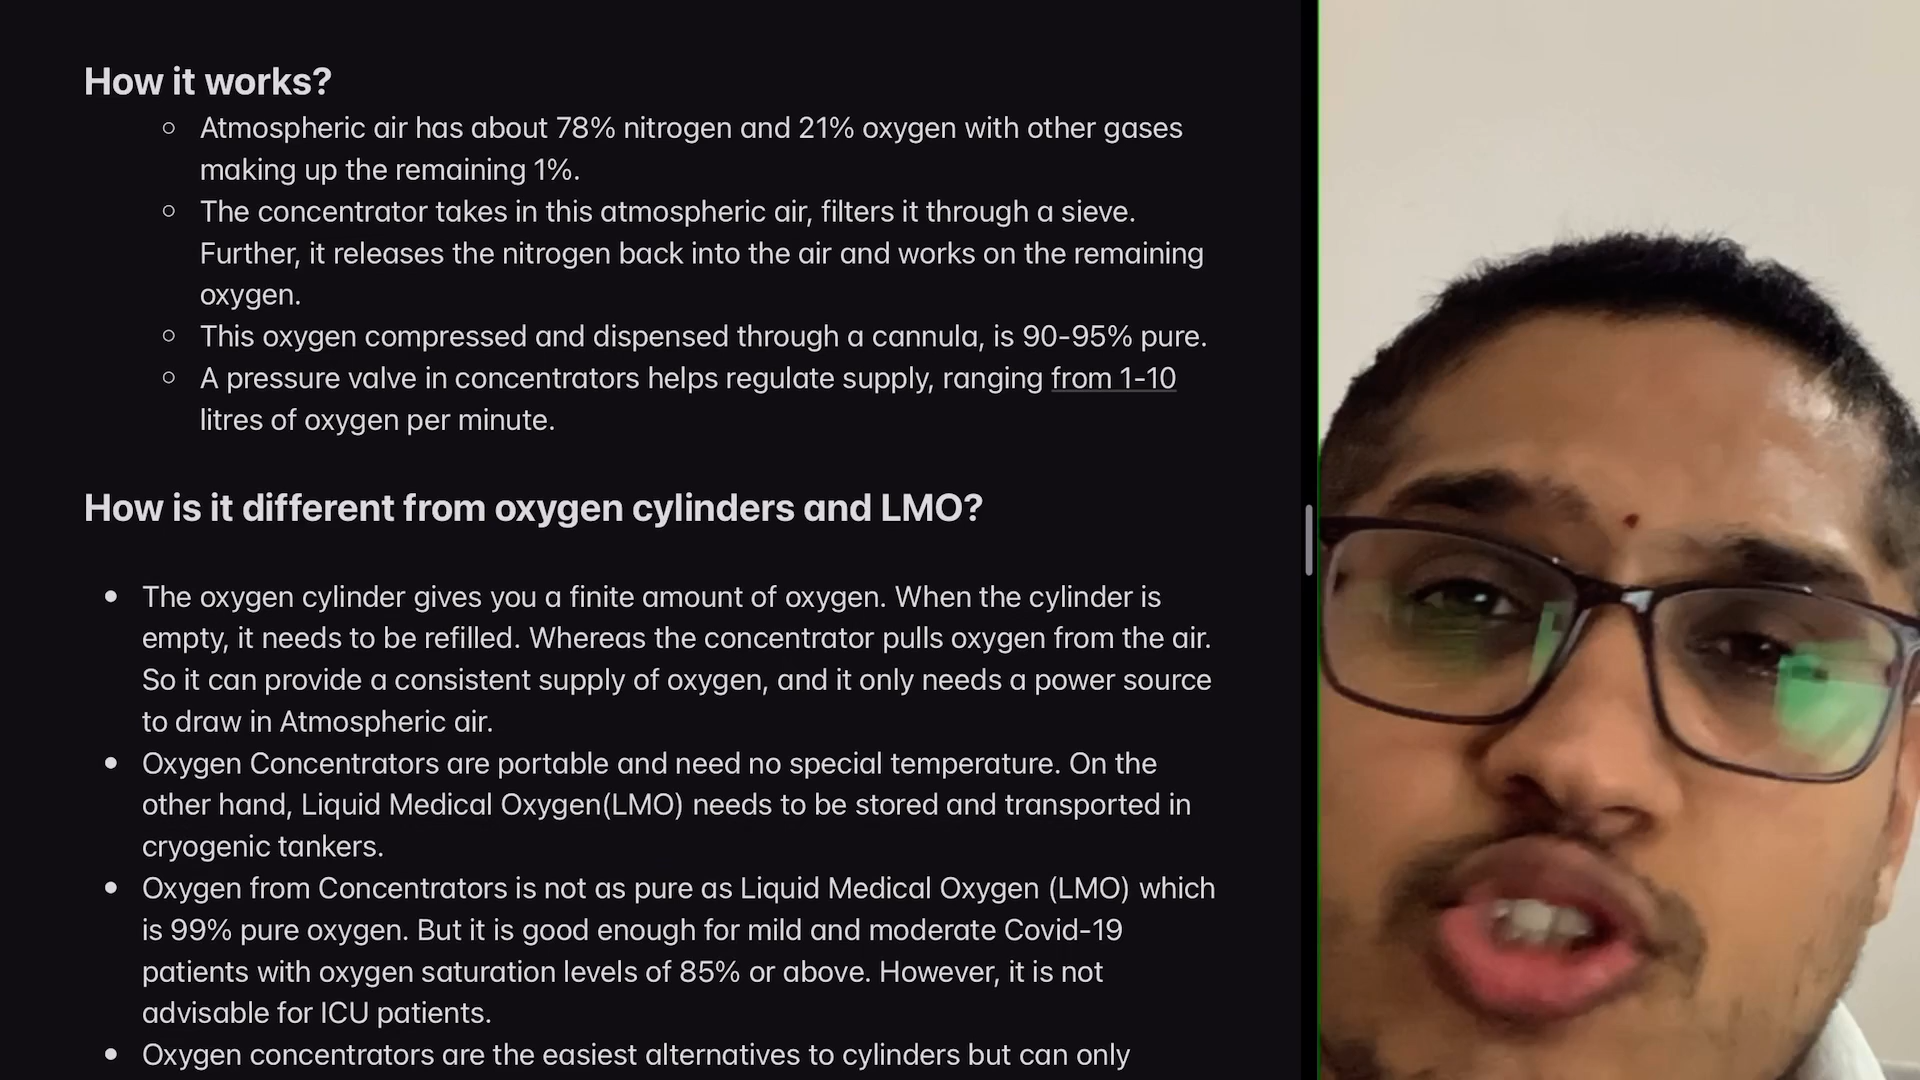 How it works?
Atmospheric air has about 78% nitrogen and 21% oxygen with other gases
making up the remaining 1%.
The concentrator takes in this atmospheric air, filters it through a sieve.
Further, it releases the nitrogen back into the air and works on the remaining
oxygen.
This oxygen compressed and dispensed through a cannula, is 90-95% pure.
A pressure valve in concentrators helps regulate supply, ranging from 1-10
litres of oxygen per minute.
How is it different from oxygen cylinders and LMO?
The oxygen cylinder gives you a finite amount of oxygen. When the cylinder is
empty, it needs to be refilled. Whereas the concentrator pulls oxygen from the air.
So it can provide a consistent supply of oxygen, and it only needs a power source
to draw in Atmospheric air.
Oxygen Concentrators are portable and need no special temperature. On the
other hand, Liquid Medical Oxygen(LMO) needs to be stored and transported in
cryogenic tankers.
Oxygen from Concentrators is not as pure as Liquid Medical Oxygen (LMO) which
is 99% pure oxygen. But it is good enough for mild and moderate Covid-19
patients with oxygen saturation levels of 85% or above. However, it is not
advisable for ICU patients.
Oxygen concentrators are the easiest alternatives to cylinders but can only